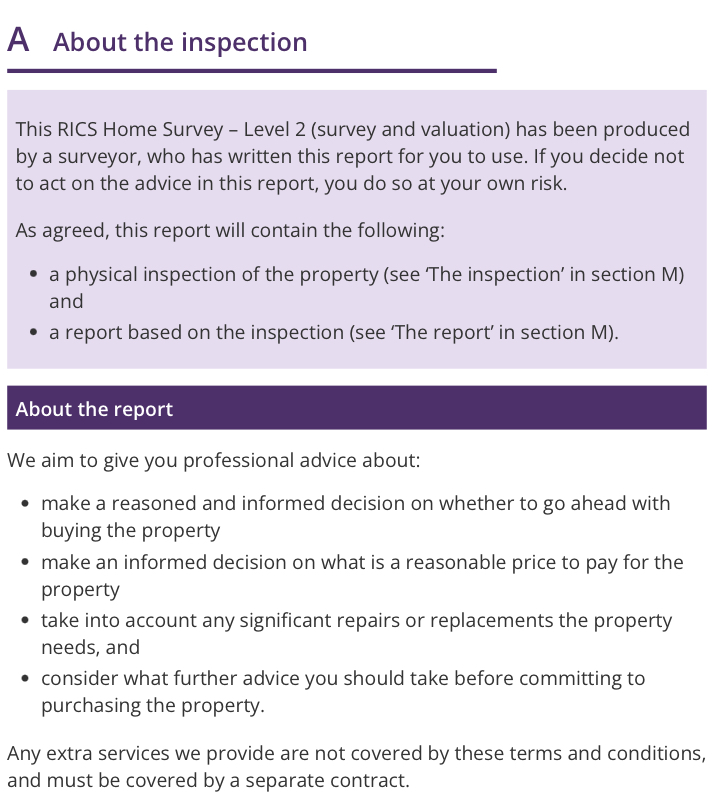 A About the inspection
This RICS Home Survey – Level 2 (survey and valuation) has been produced
by a surveyor, who has written this report for you to use. If you decide not
to act on the advice in this report, you do so at your own risk.
As agreed, this report will contain the following:
• a physical inspection of the property (see ‘The inspection’ in section M)
and
• a report based on the inspection (see ‘The report’ in section M).
About the report
We aim to give you professional advice about:
• make a reasoned and informed decision on whether to go ahead with
buying the property
• make an informed decision on what is a reasonable price to pay for the
property
• take into account any significant repairs or replacements the property
needs, and
• consider what further advice you should take before committing to
purchasing the property.
Any extra services we provide are not covered by these terms and conditions,
and must be covered by a separate contract.